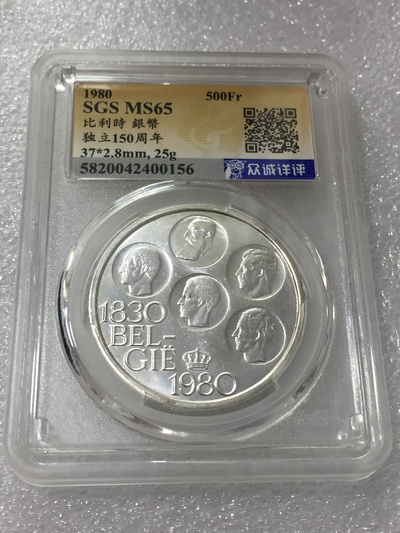 1980 500Fr
SGS MS65
比利時 銀幣
独立150周年
37*2.8mm, 25g
5820042400156 众诚详评
1830
BEL-
GIË
1980